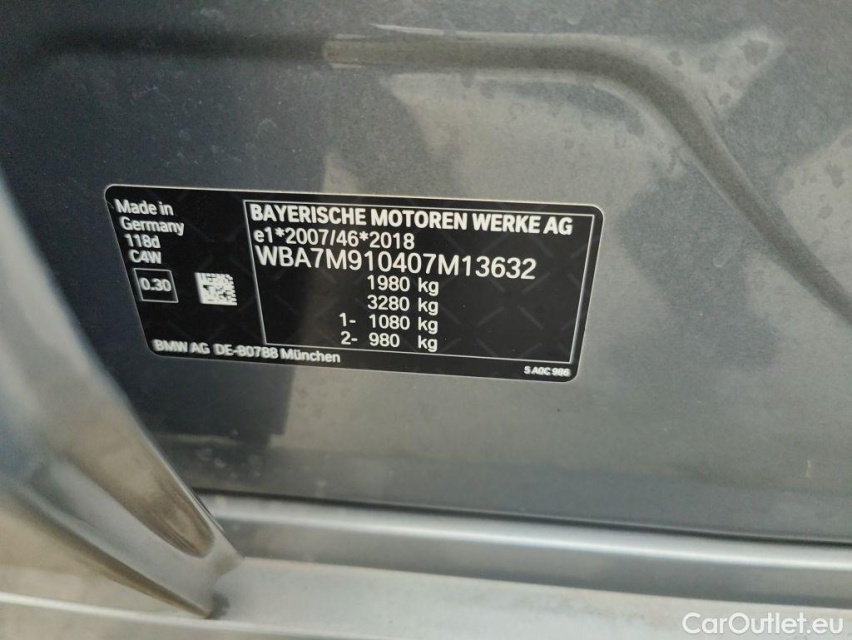 Made in
Germany
118d
C4W
0.30
BAYERISCHE MOTOREN WERKE AG
e1*2007/46*2018
WBA7M910407M13632
1980 kg
3280 kg
1- 1080 kg
2- 980 kg
BMW AG DE-80788 München
5 A0C 986
CarOutlet.eu